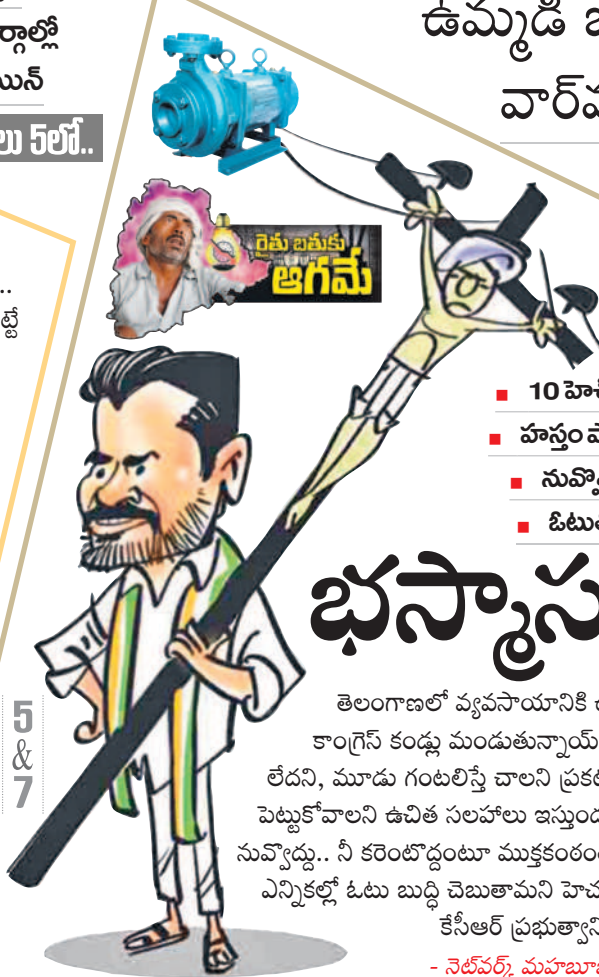 ర్గాల్లో
యిన్
లు 5లో..
ఉమ్మడి
వార్
..
ట్టే
రైతు బతుకు
ఆగమే
10 హెచ్
హస్తం
నువ్వొ
ఓటు
భస్మాసు
5
&
7
తెలంగాణలో వ్యవసాయానికి
కాంగ్రెస్ కండ్లు మండుతున్నాయ్
లేదని, మూడు గంటలిస్తే చాలని ప్రకట
పెట్టుకోవాలని ఉచిత సలహాలు ఇస్తుంద
నువ్వొద్దు.. నీ కరెంటొద్దంటూ ముక్తకంఠం
ఎన్నికల్లో ఓటు బుద్ధి చెబుతామని హెచ
కేసీఆర్ ప్రభుత్వాని
- నెట్‌వర్క్ మహబూ